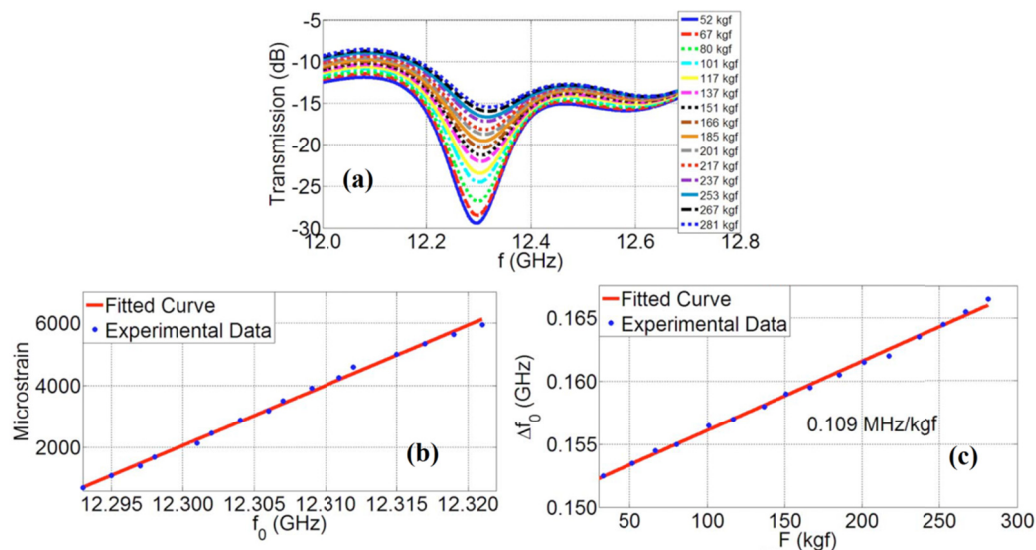 -5
-10
-15
-20
-25
-30
Transmission (dB)
(a)
12.0
12.2
12.4
12.6
12.8
f (GHz)
52 kgf
67 kgf
80 kgf
101 kgf
117 kgf
137 kgf
151 kgf
166 kgf
185 kgf
201 kgf
217 kgf
237 kgf
253 kgf
267 kgf
281 kgf
Fitted Curve
Experimental Data
6000
4000
2000
Microstrain
(b)
12.295
12.300
12.305
12.310
12.315
12.320
f₀ (GHz)
Fitted Curve
Experimental Data
0.165
0.160
0.155
0.150
Δf₀ (GHz)
0.109 MHz/kgf
(c)
50
100
150
200
250
300
F (kgf)